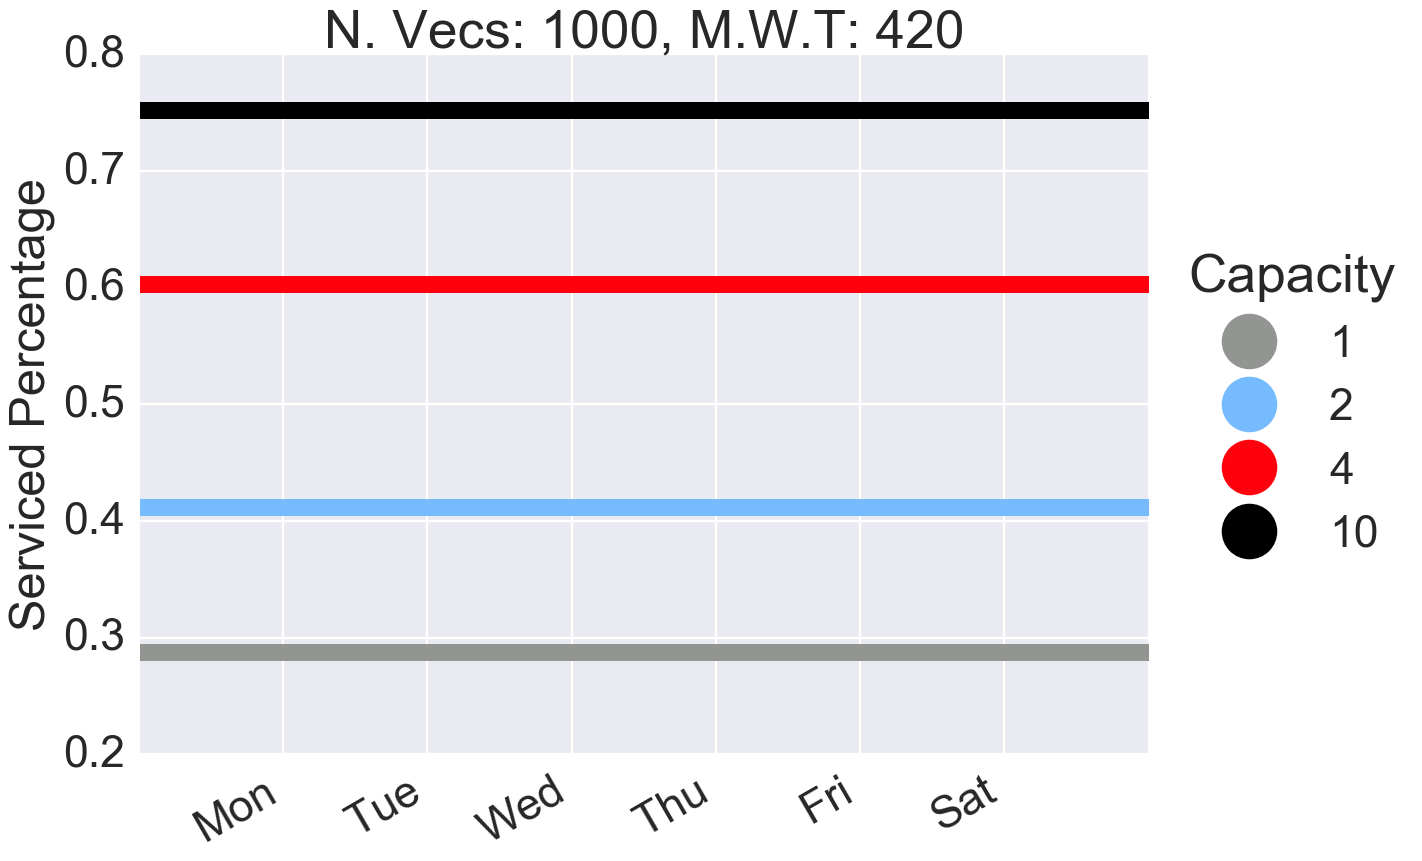 N. Vecs: 1000, M.W.T: 420
Serviced Percentage
0.8
0.7
0.6
0.5
0.4
0.3
0.2
Mon Tue Wed Thu Fri Sat
Capacity
1
2
4
10